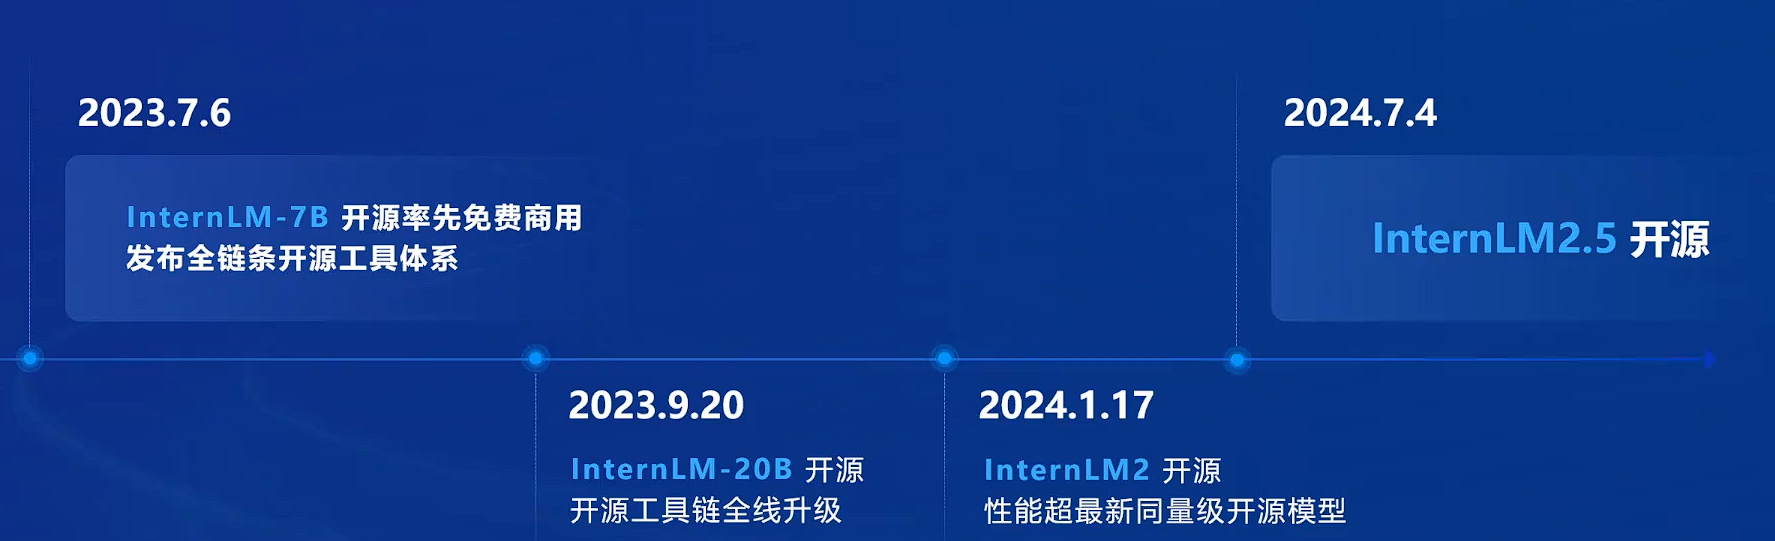 2023.7.6
InternLM-7B 开源率先免费商用
发布全链条开源工具体系
2023.9.20
InternLM-20B 开源
开源工具链全线升级
2024.1.17
InternLM2 开源
性能超最新同量级开源模型
2024.7.4
InternLM2.5 开源